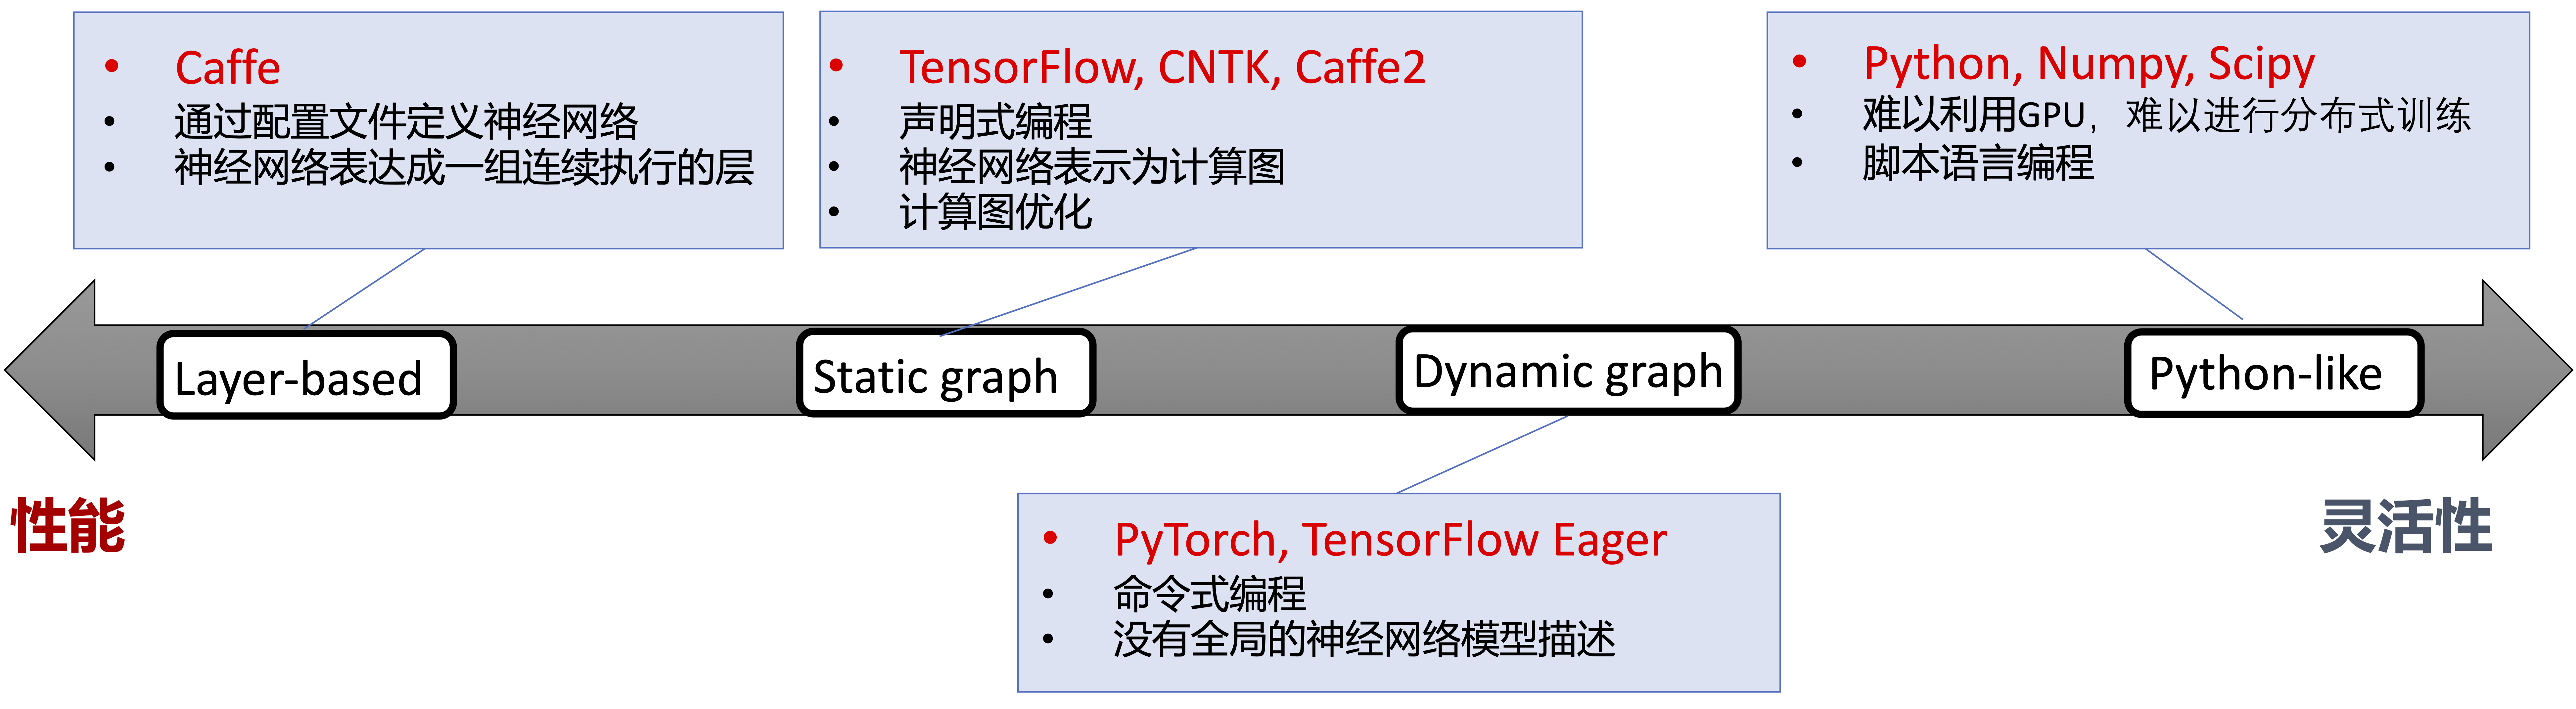 • Caffe
• 通过配置文件定义神经网络
• 神经网络表达成一组连续执行的层
• TensorFlow, CNTK, Caffe2
• 声明式编程
• 神经网络表示为计算图
• 计算图优化
• Python, Numpy, Scipy
• 难以利用GPU，难以进行分布式训练
• 脚本语言编程
Layer-based
Static graph
Dynamic graph
Python-like
性能
灵活性
• PyTorch, TensorFlow Eager
• 命令式编程
• 没有全局的神经网络模型描述